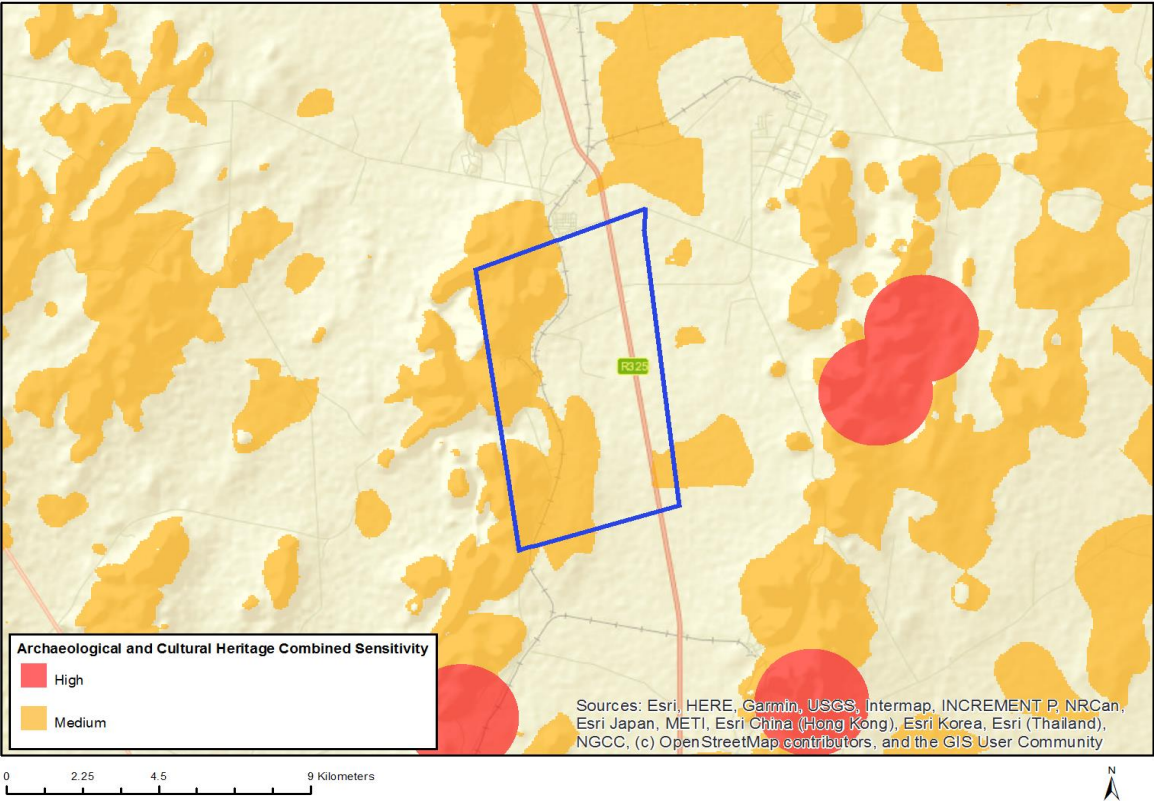 R325
Archaeological and Cultural Heritage Combined Sensitivity
High
Medium
Sources: Esri, HERE, Garmin, USGS, Intermap, INCREMENT P, NRCan,
Esri Japan, METI, Esri China (Hong Kong), Esri Korea, Esri (Thailand),
NGCC, (c) OpenStreetMap contributors, and the GIS User Community
0 2.25 4.5 9 Kilometers
N